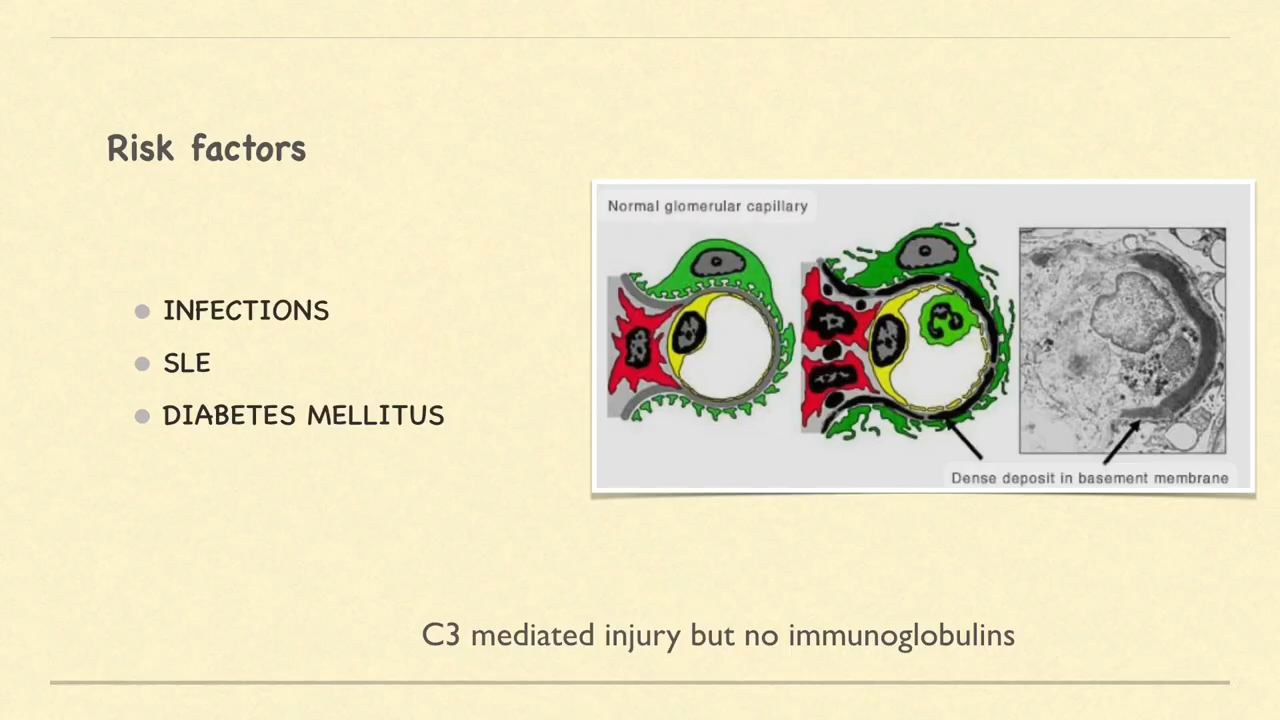 Risk factors
INFECTIONS
SLE
DIABETES MELLITUS
Normal glomerular capillary
Dense deposit in basement membrane
C3 mediated injury but no immunoglobulins